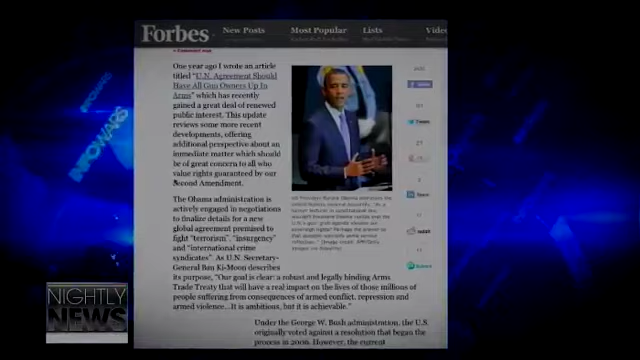 Forbes
New Posts
Most Popular
Lists
Video
One year ago I wrote an article
titled "U.N. Agreement Should
Have All Gun Owners Up In
Arms" which has recently
gained a great deal of renewed
public interest. This update
reviews some more recent
developments, offering
additional perspective about an
immediate matter which should
be of great concern to all who
value rights guaranteed by our
Second Amendment.
The Obama administration is
actively engaged in negotiations
to finalize details for a new
global agreement premised to
fight "terrorism", "insurgency"
and "international crime
syndicates". As U.N. Secretary-
General Ban Ki-Moon describes
its purpose, "Our goal is clear: a robust and legally binding Arms
Trade Treaty that will have a real impact on the lives of those millions of
people suffering from consequences of armed conflict, repression and
armed violence...It is ambitious, but it is achievable."
Under the George W. Bush administration, the U.S.
originally voted against a resolution that began the
process in 2006. However, the current
Tweet
Share
reddit
INFOWARS
INFOWARS
NIGHTLY
NEWS